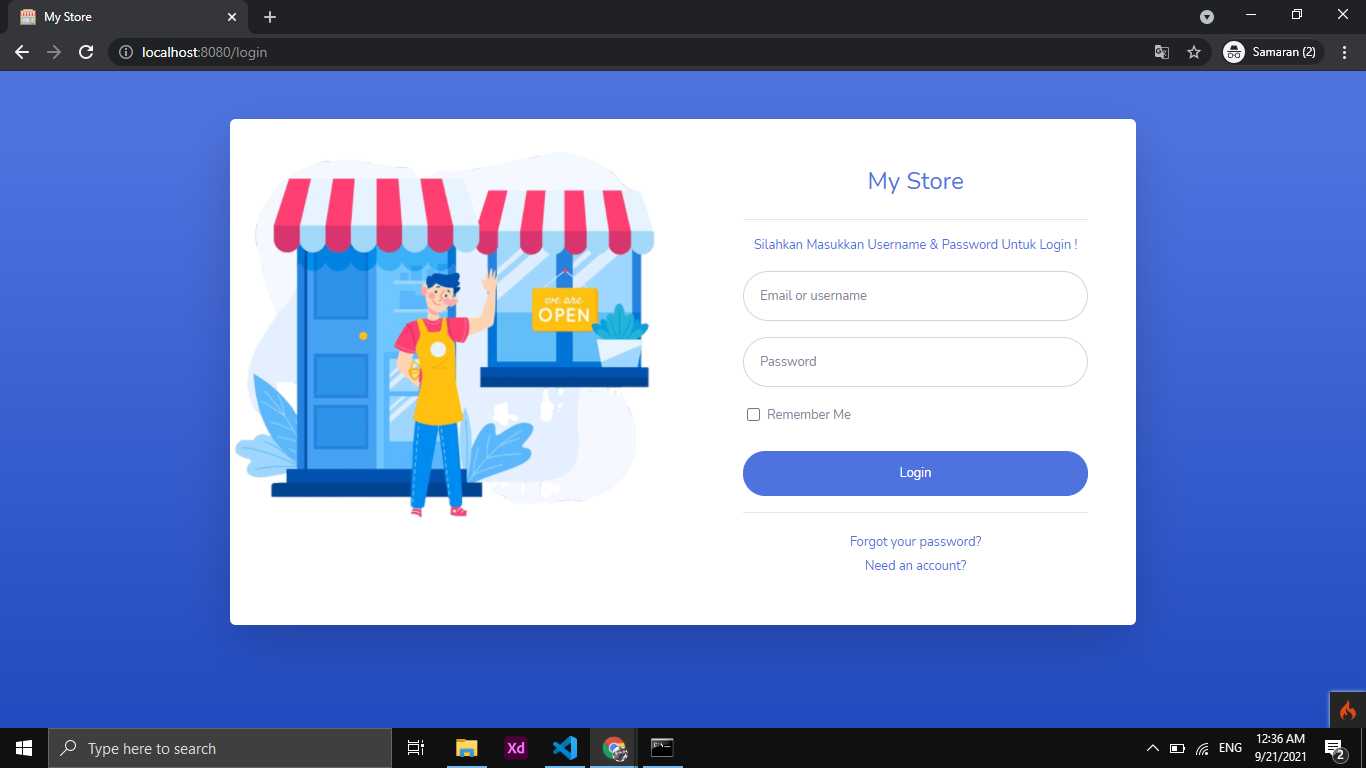 My Store
localhost:8080/login
Samaran (2)
we are
OPEN
My Store
Silahkan Masukkan Username & Password Untuk Login !
Email or username
Password
Remember Me
Login
Forgot your password?
Need an account?
Type here to search
Xd
ENG
12:36 AM
9/21/2021
2